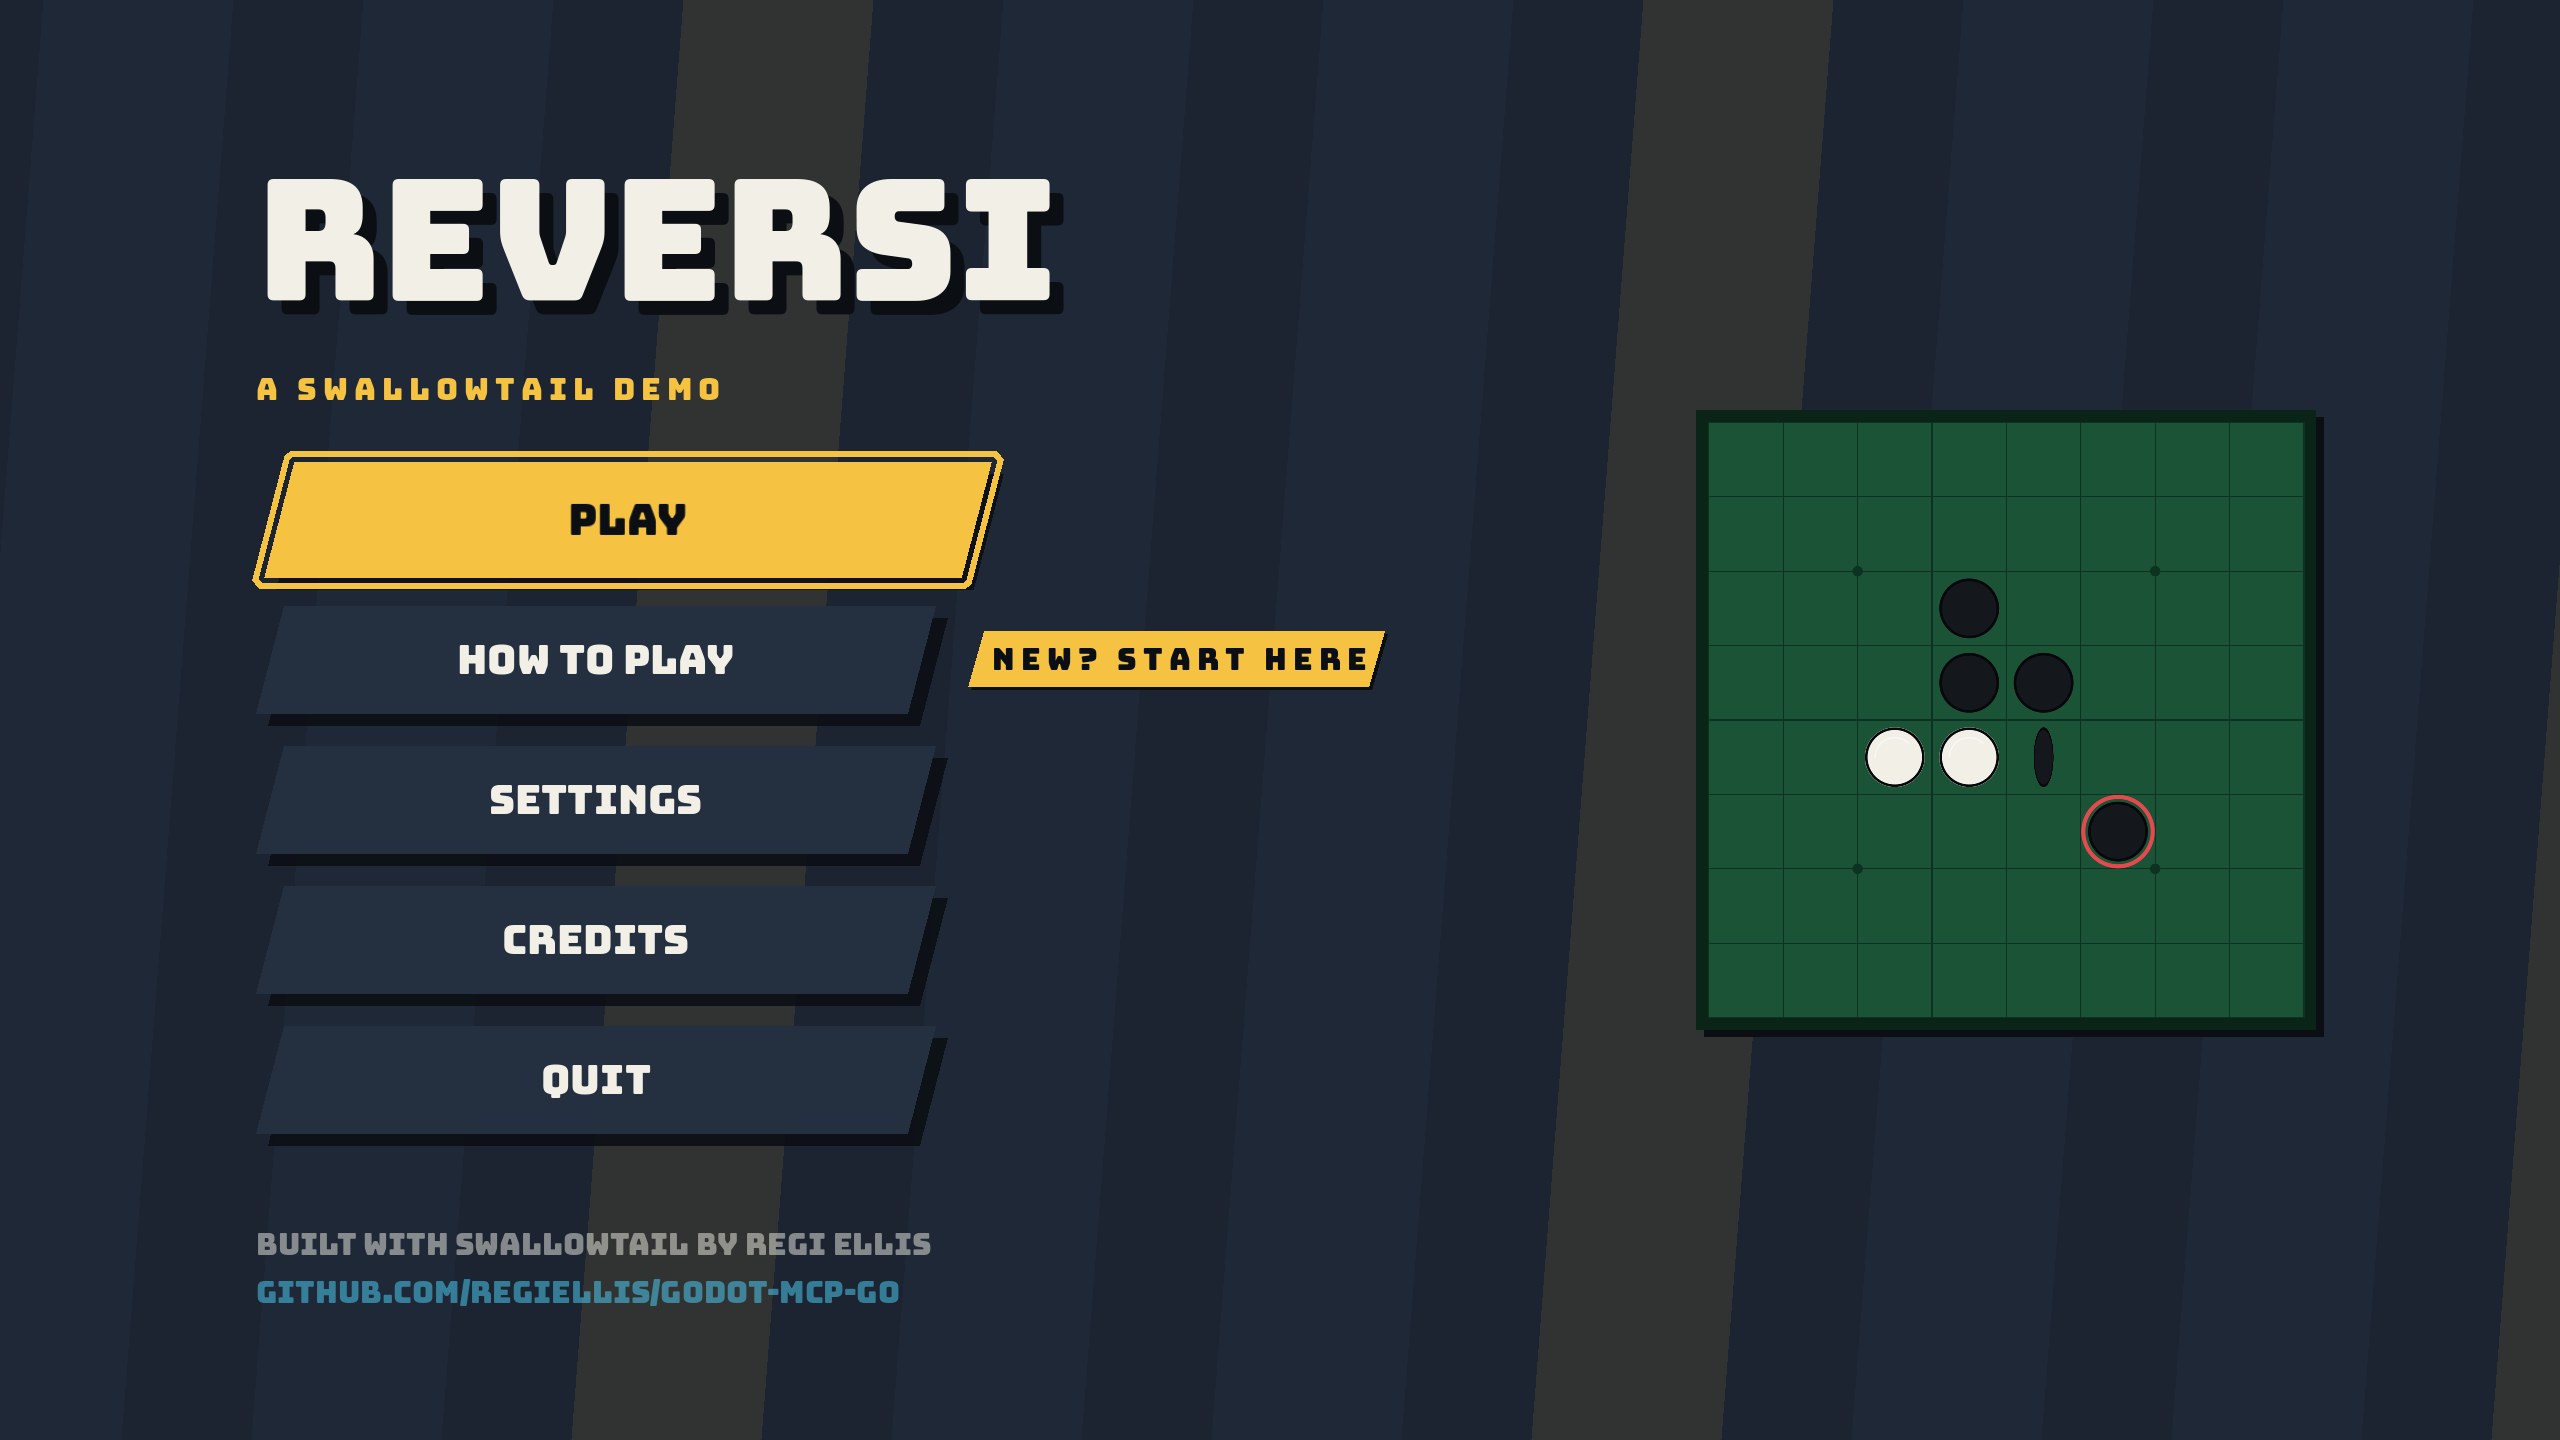 REVERSI
A SWALLOWTAIL DEMO
PLAY
HOW TO PLAY
NEW? START HERE
SETTINGS
CREDITS
QUIT
BUILT WITH SWALLOWTAIL BY REGI ELLIS
GITHUB.COM/REGIELLIS/GODOT-MCP-GO